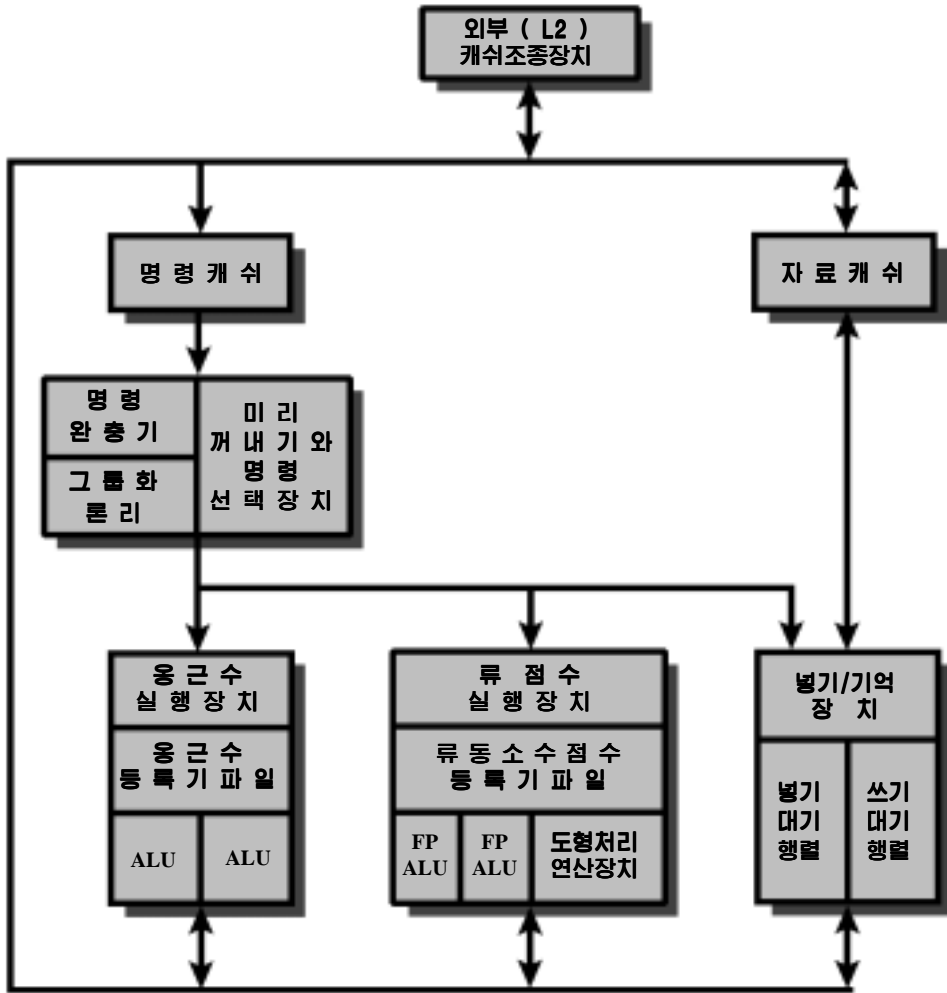 외부 ( L2 )
캐쉬조종장치
명령캐쉬
자료캐쉬
명령
완충기
그룹화
론리
미리
꺼내기와
명령
선택장치
옹근수
실행장치
옹근수
등록기파일
ALU
ALU
류 점수
실행장치
류동소수점수
등록기파일
FP
ALU
FP
ALU
도형처리
연산장치
넣기/기억
장 치
넣기
대기
행렬
쓰기
대기
행렬